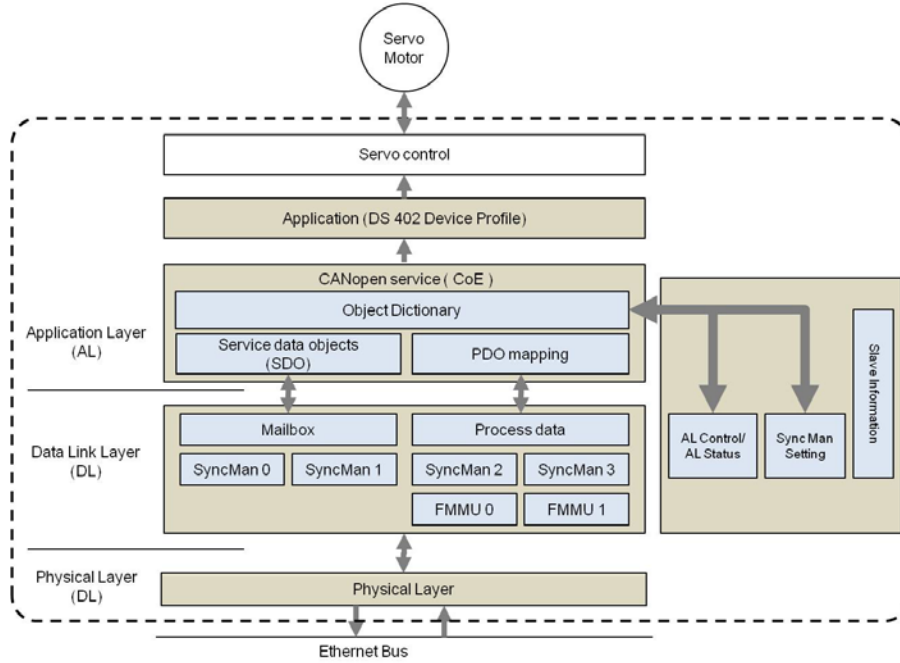 Servo
Motor
Servo control
Application (DS 402 Device Profile)
CANopen service ( CoE )
Object Dictionary
Application Layer
(AL)
Service data objects
(SDO)
PDO mapping
Slave Information
Data Link Layer
(DL)
Mailbox
Process data
AL Control/
AL Status
Sync Man
Setting
SyncMan 0
SyncMan 1
SyncMan 2
SyncMan 3
FMMU 0
FMMU 1
Physical Layer
(DL)
Physical Layer
Ethernet Bus